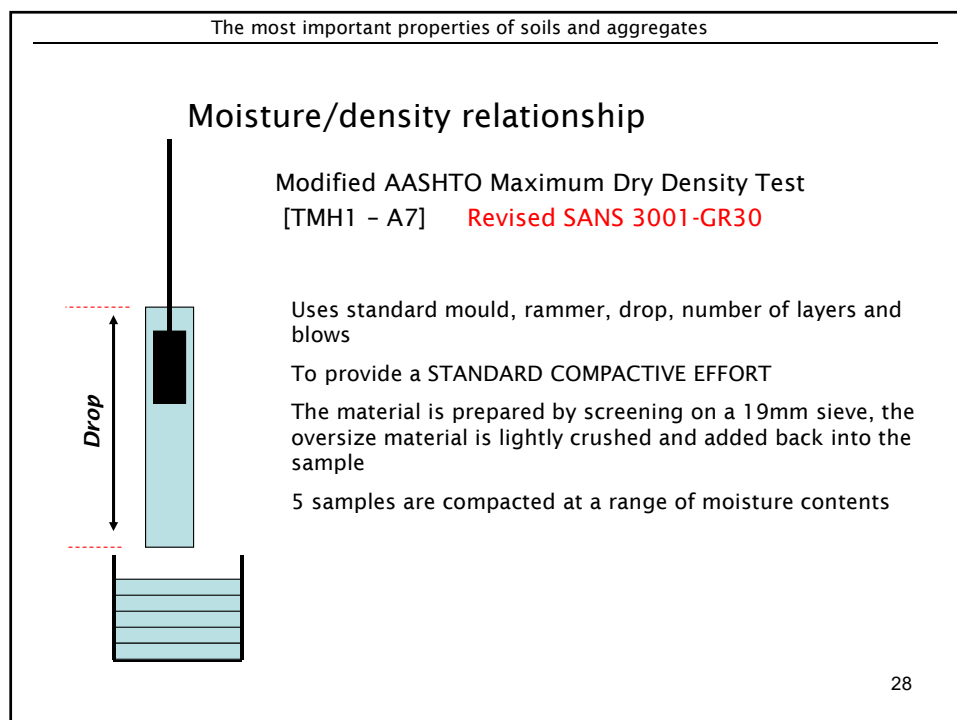 The most important properties of soils and aggregates
Moisture/density relationship
Modified AASHTO Maximum Dry Density Test
[TMH1 – A7] Revised SANS 3001-GR30
Drop
Uses standard mould, rammer, drop, number of layers and
blows
To provide a STANDARD COMPACTIVE EFFORT
The material is prepared by screening on a 19mm sieve, the
oversize material is lightly crushed and added back into the
sample
5 samples are compacted at a range of moisture contents
28